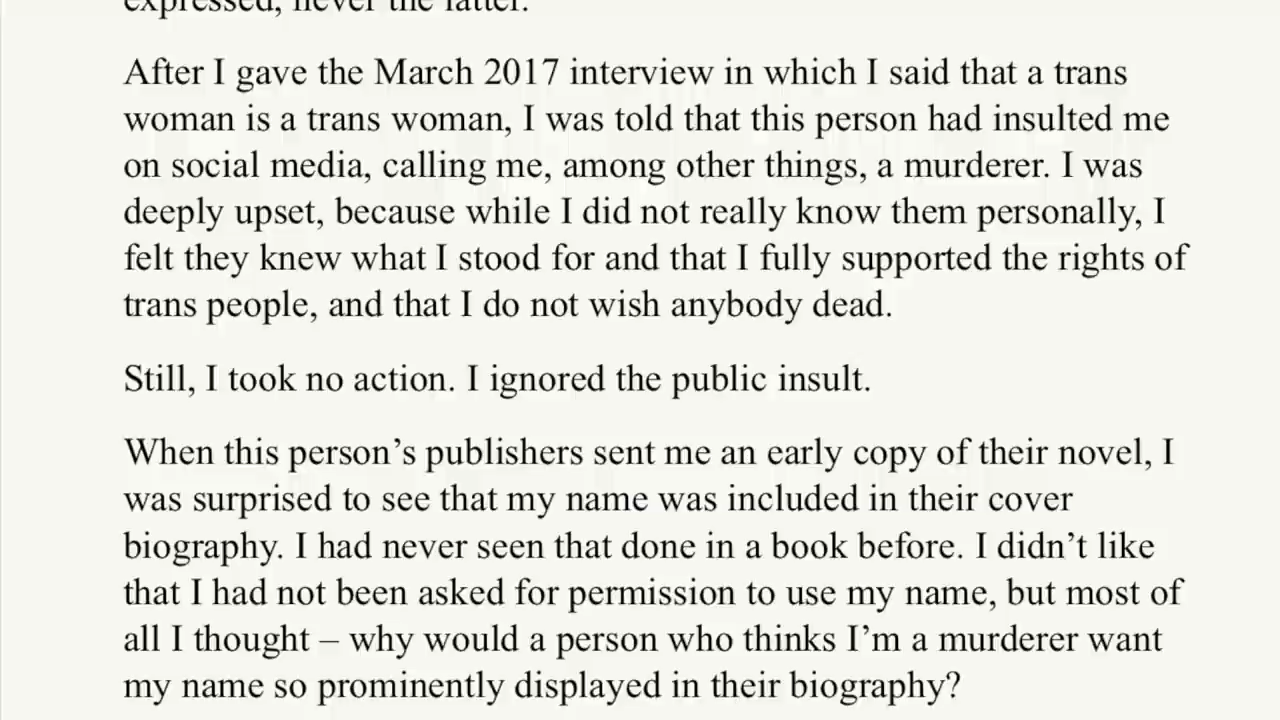 expressed, never the latter.
After I gave the March 2017 interview in which I said that a trans
woman is a trans woman, I was told that this person had insulted me
on social media, calling me, among other things, a murderer. I was
deeply upset, because while I did not really know them personally, I
felt they knew what I stood for and that I fully supported the rights of
trans people, and that I do not wish anybody dead.
Still, I took no action. I ignored the public insult.
When this person’s publishers sent me an early copy of their novel, I
was surprised to see that my name was included in their cover
biography. I had never seen that done in a book before. I didn’t like
that I had not been asked for permission to use my name, but most of
all I thought – why would a person who thinks I’m a murderer want
my name so prominently displayed in their biography?